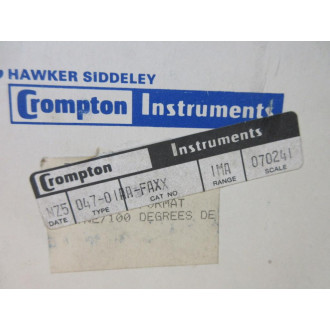 HAWKER SIDDELEY
Crompton Instruments
Crompton Instruments
047-01AA-FAXX 1MA 070241
DATE TYPE CAT NO RANGE SCALE
/100 DEGREES DE